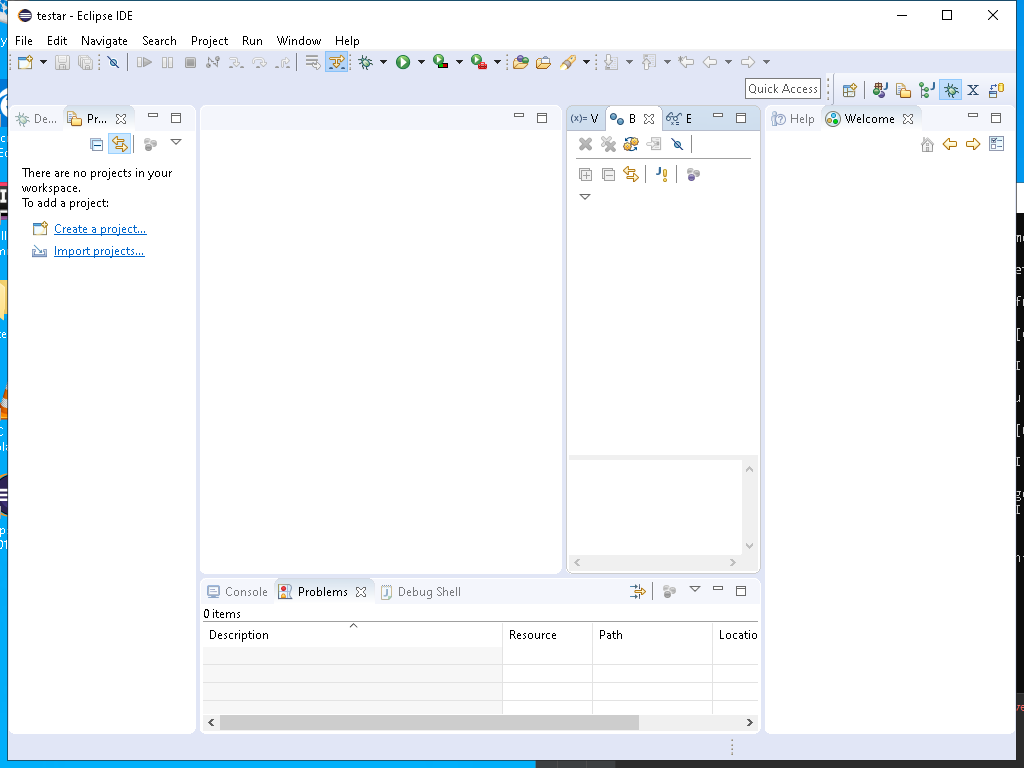 testar - Eclipse IDE
File Edit Navigate Search Project Run Window Help
Quick Access
De... Pr... (x)= V B E Help Welcome
There are no projects in your
workspace.
To add a project:
Create a project...
Import projects...
Console Problems Debug Shell
0 items
Description Resource Path Locatio